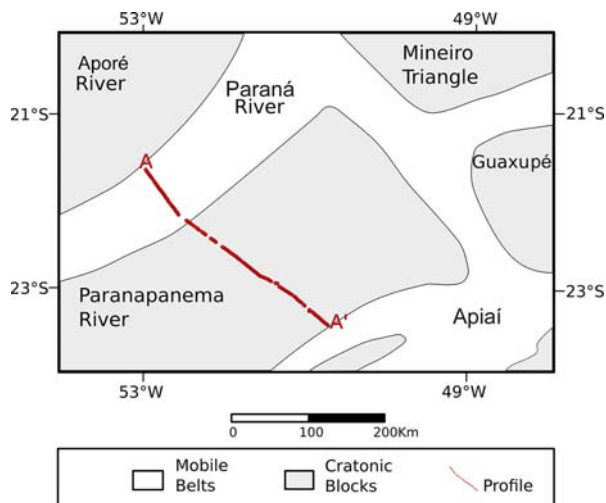 53°W
49°W
Aporé
River
Mineiro
Triangle
Paraná
River
21°S
21°S
A
Guaxupé
23°S
23°S
Paranapanema
River
A'
Apiaí
53°W
49°W
0
100
200Km
Mobile
Belts
Cratonic
Blocks
Profile